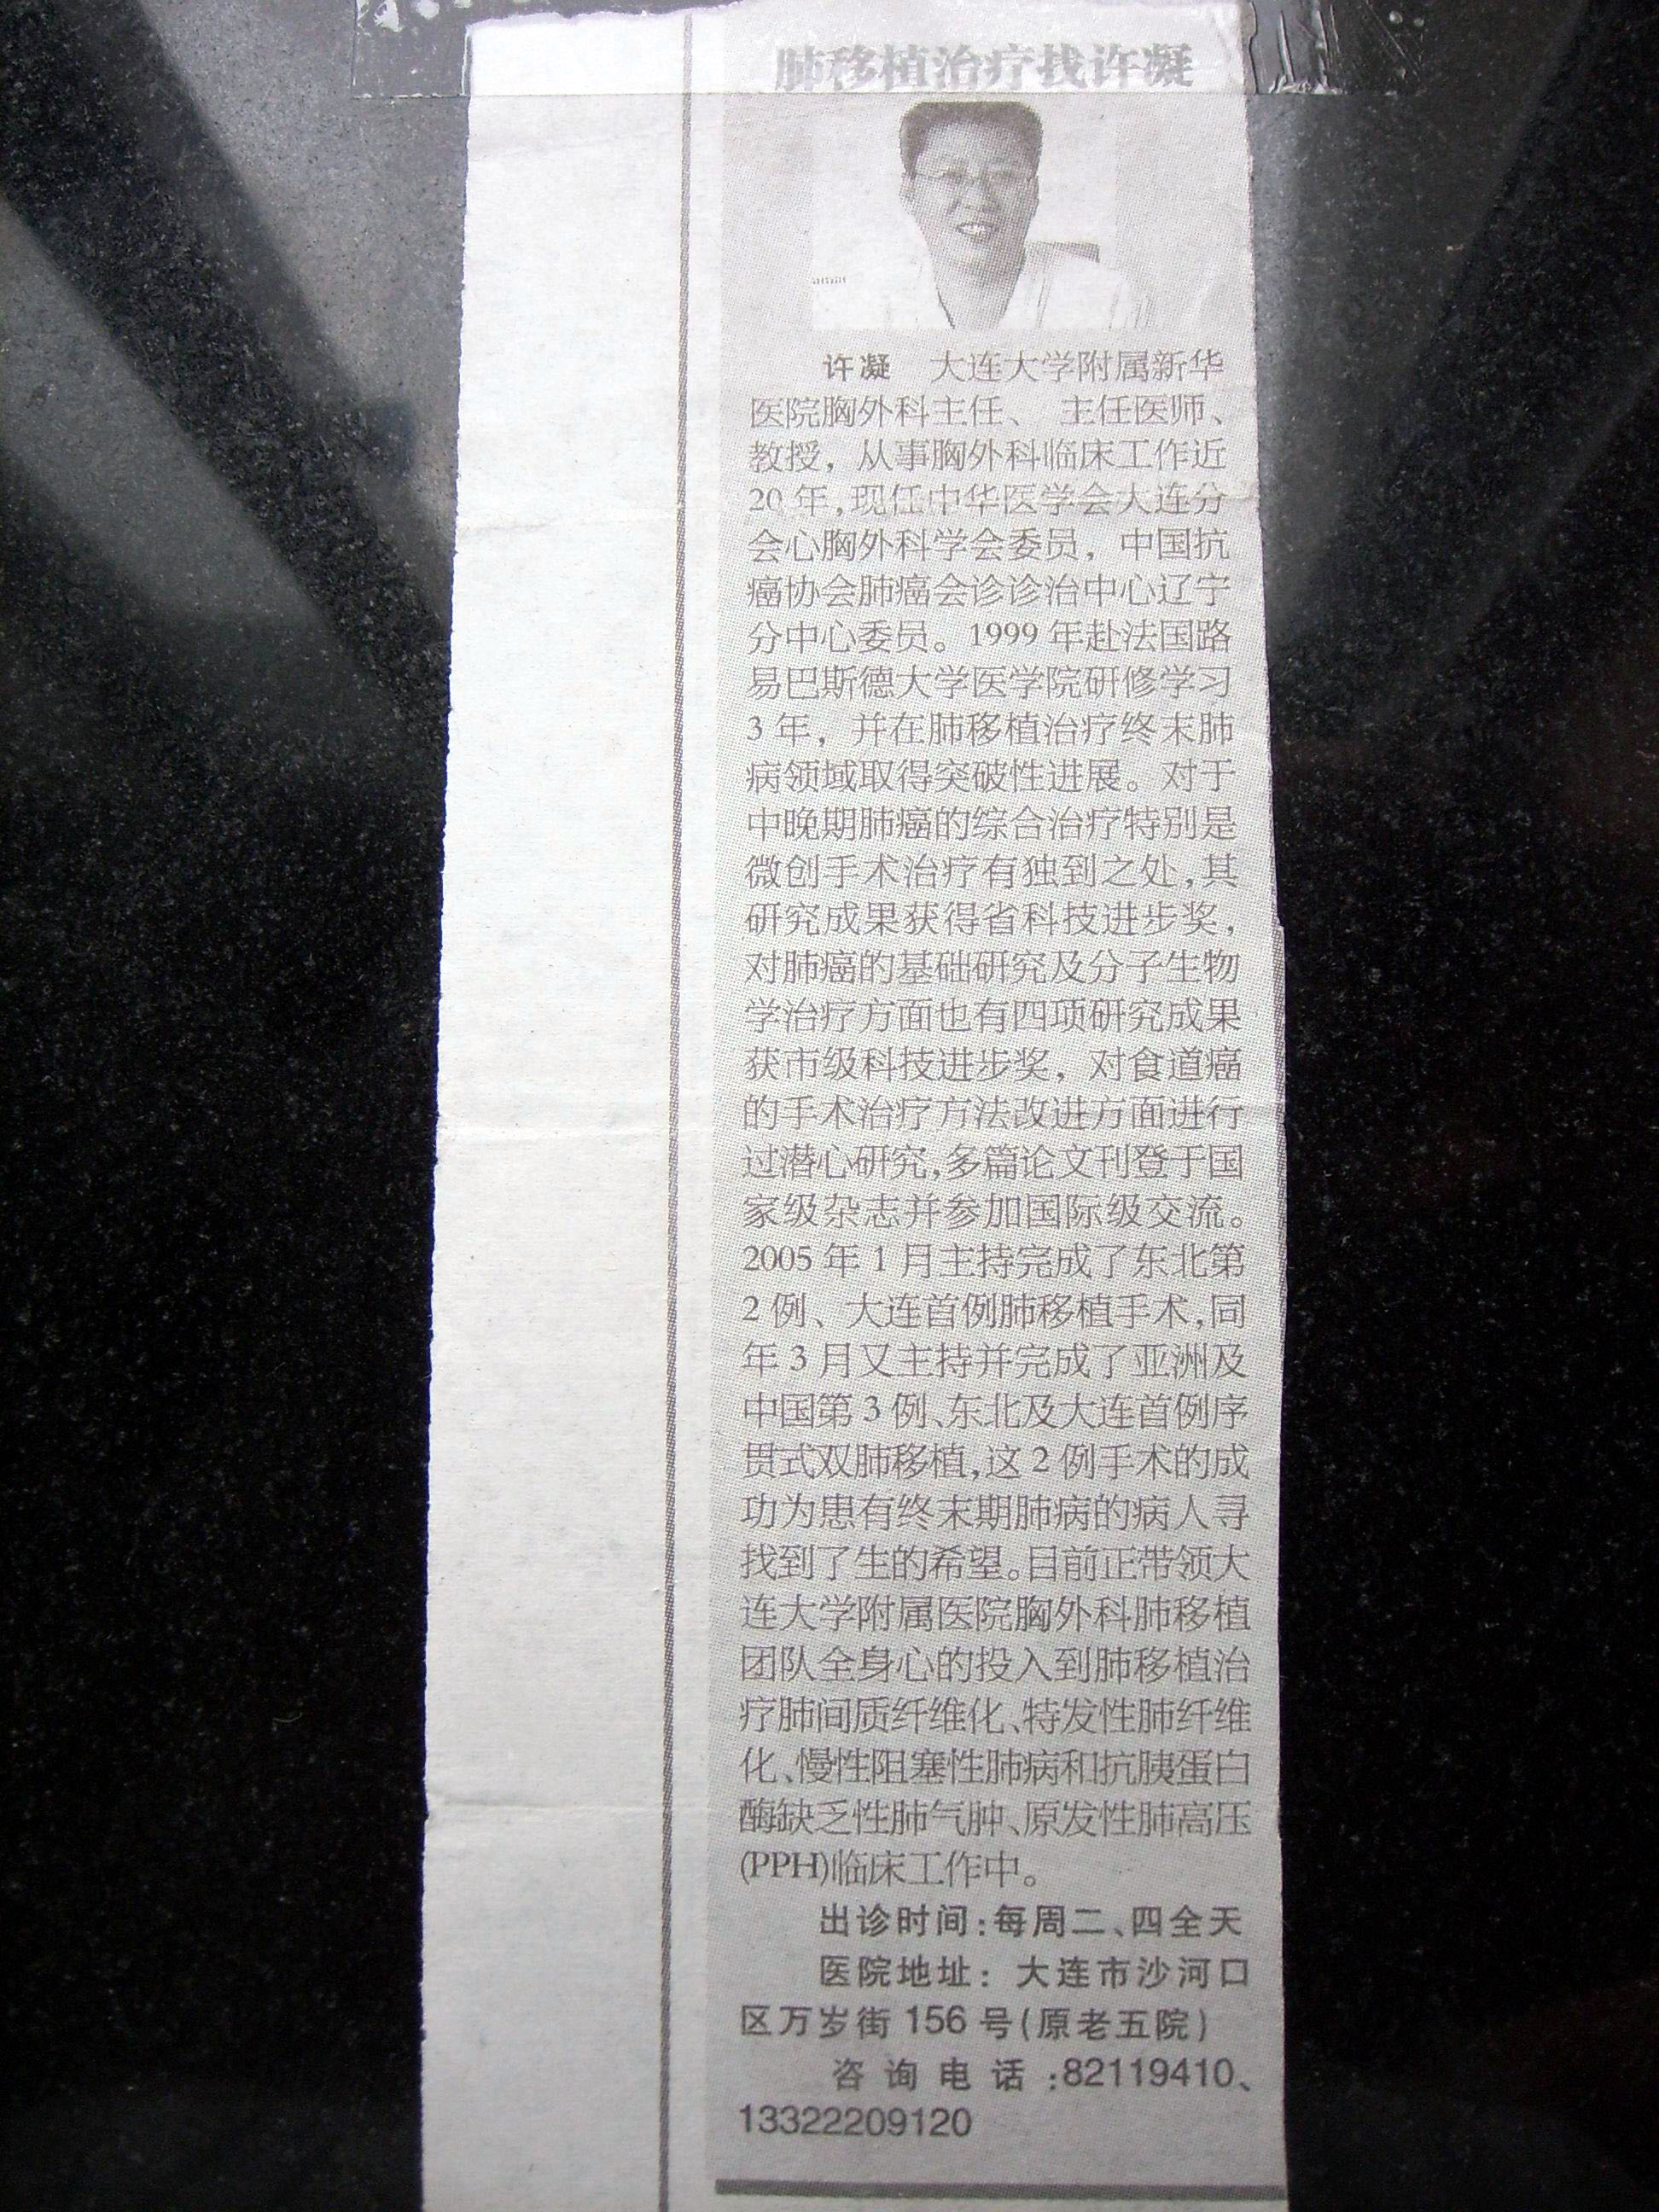 肺移植治疗找许凝
许凝 大连大学附属新华
医院胸外科主任、 主任医师、
教授，从事胸外科临床工作近
20 年，现任中华医学会大连分
会心胸外科学会委员，中国抗
癌协会肺癌会诊诊治中心辽宁
分中心委员。1999 年赴法国路
易巴斯德大学医学院研修学习
3 年，并在肺移植治疗终末肺
病领域取得突破性进展。对于
中晚期肺癌的综合治疗特别是
微创手术治疗有独到之处，其
研究成果获得省科技进步奖，
对肺癌的基础研究及分子生物
学治疗方面也有四项研究成果
获市级科技进步奖，对食道癌
的手术治疗方法改进方面进行
过潜心研究，多篇论文刊登于国
家级杂志并参加国际级交流。
2005 年 1 月主持完成了东北第
2 例、大连首例肺移植手术，同
年 3 月又主持并完成了亚洲及
中国第 3 例、东北及大连首例序
贯式双肺移植，这 2 例手术的成
功为患有终末期肺病的病人寻
找到了生的希望。目前正带领大
连大学附属医院胸外科肺移植
团队全身心的投入到肺移植治
疗肺间质纤维化、特发性肺纤维
化、慢性阻塞性肺病和抗胰蛋白
酶缺乏性肺气肿、原发性肺高压
(PPH)临床工作中。
出诊时间：每周二、四全天
医院地址：大连市沙河口
区万岁街 156 号（原老五院）
咨询电话：82119410、
13322209120